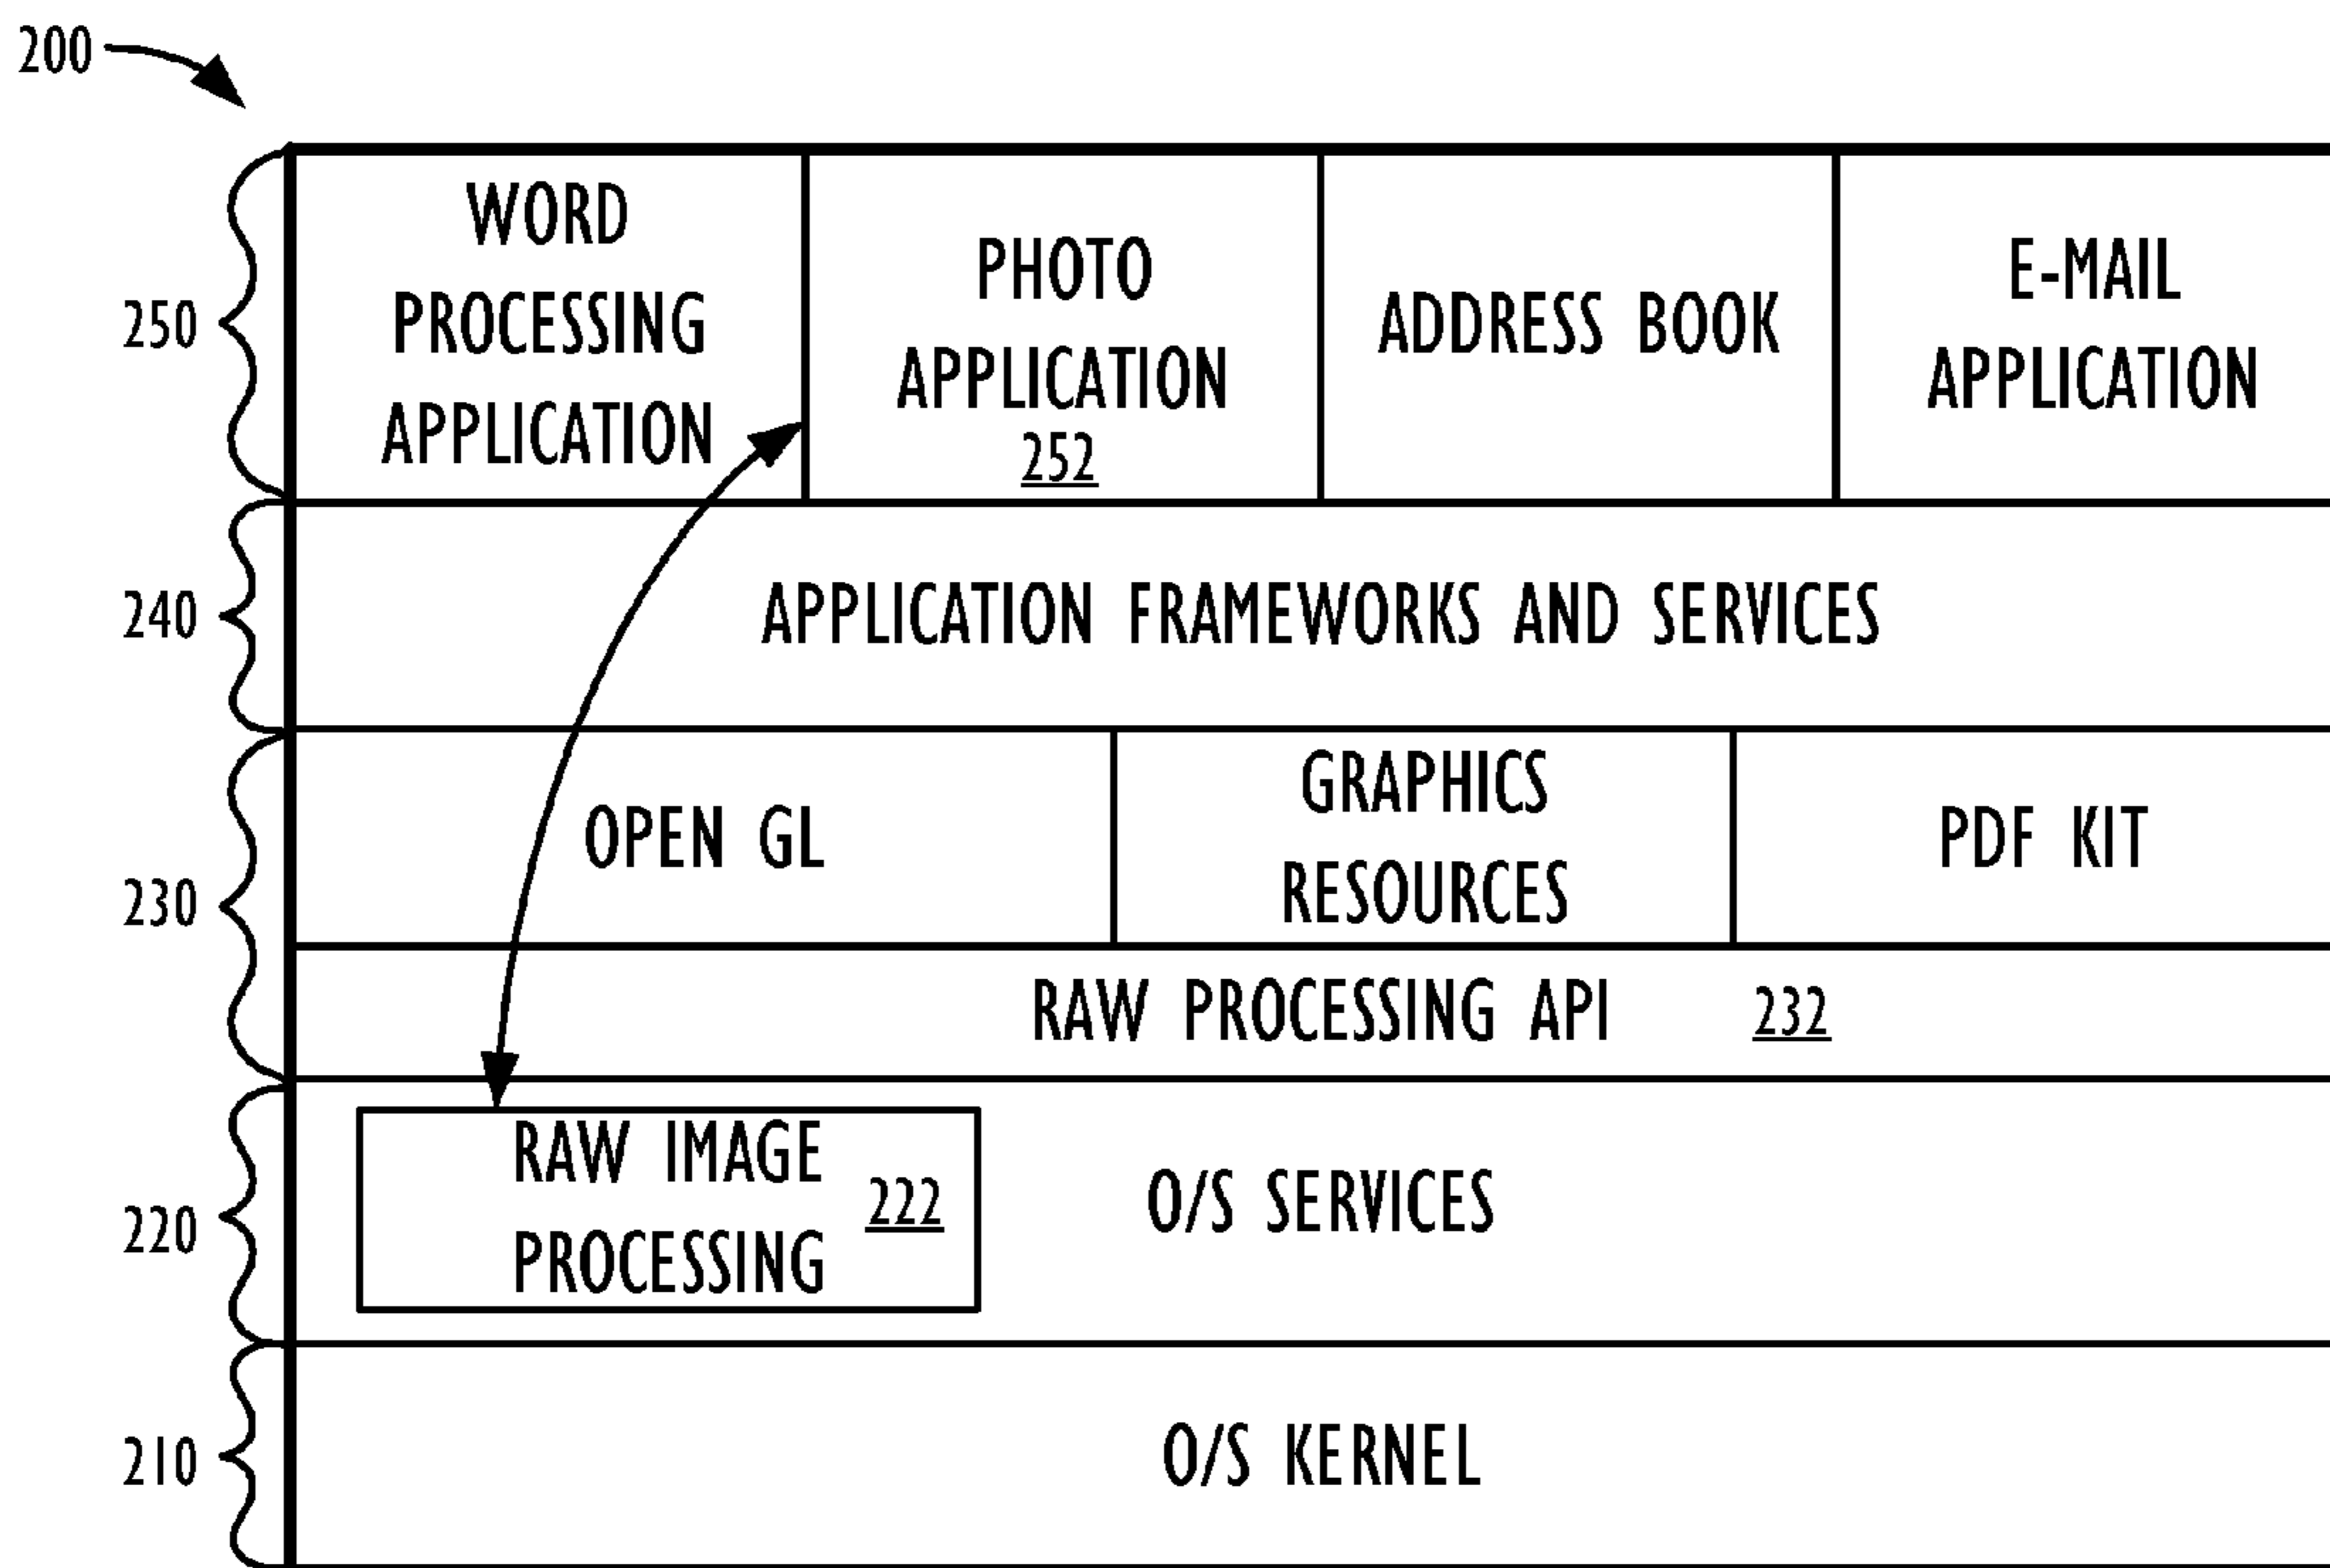 200
250
WORD
PROCESSING
APPLICATION
PHOTO
APPLICATION
252
ADDRESS BOOK
E-MAIL
APPLICATION
240
APPLICATION FRAMEWORKS AND SERVICES
230
OPEN GL
GRAPHICS
RESOURCES
PDF KIT
RAW PROCESSING API 232
220
RAW IMAGE
PROCESSING
222
O/S SERVICES
210
O/S KERNEL